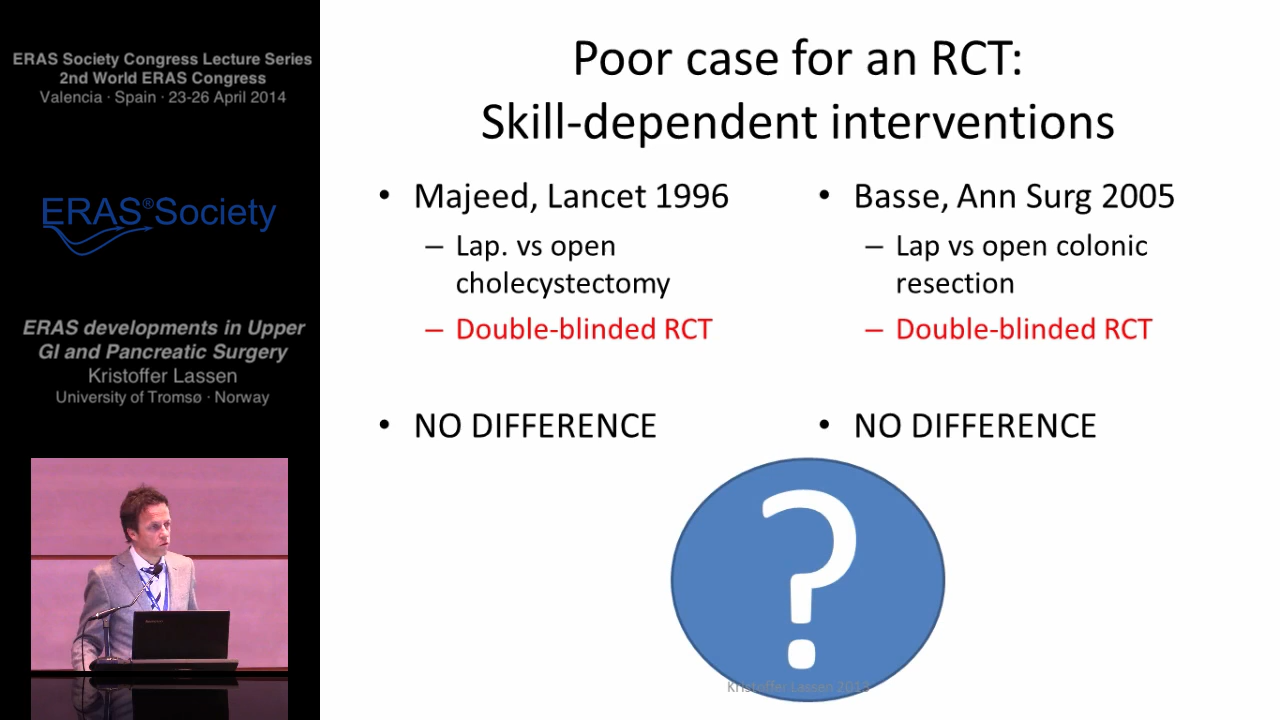 ERAS Society Congress Lecture Series
2nd World ERAS Congress
Valencia · Spain · 23-26 April 2014
ERAS®Society
ERAS developments in Upper
GI and Pancreatic Surgery
Kristoffer Lassen
University of Tromsø · Norway
Poor case for an RCT:
Skill-dependent interventions
• Majeed, Lancet 1996
– Lap. vs open
cholecystectomy
– Double-blinded RCT
• NO DIFFERENCE
• Basse, Ann Surg 2005
– Lap vs open colonic
resection
– Double-blinded RCT
• NO DIFFERENCE
?
Kristoffer Lassen 2013